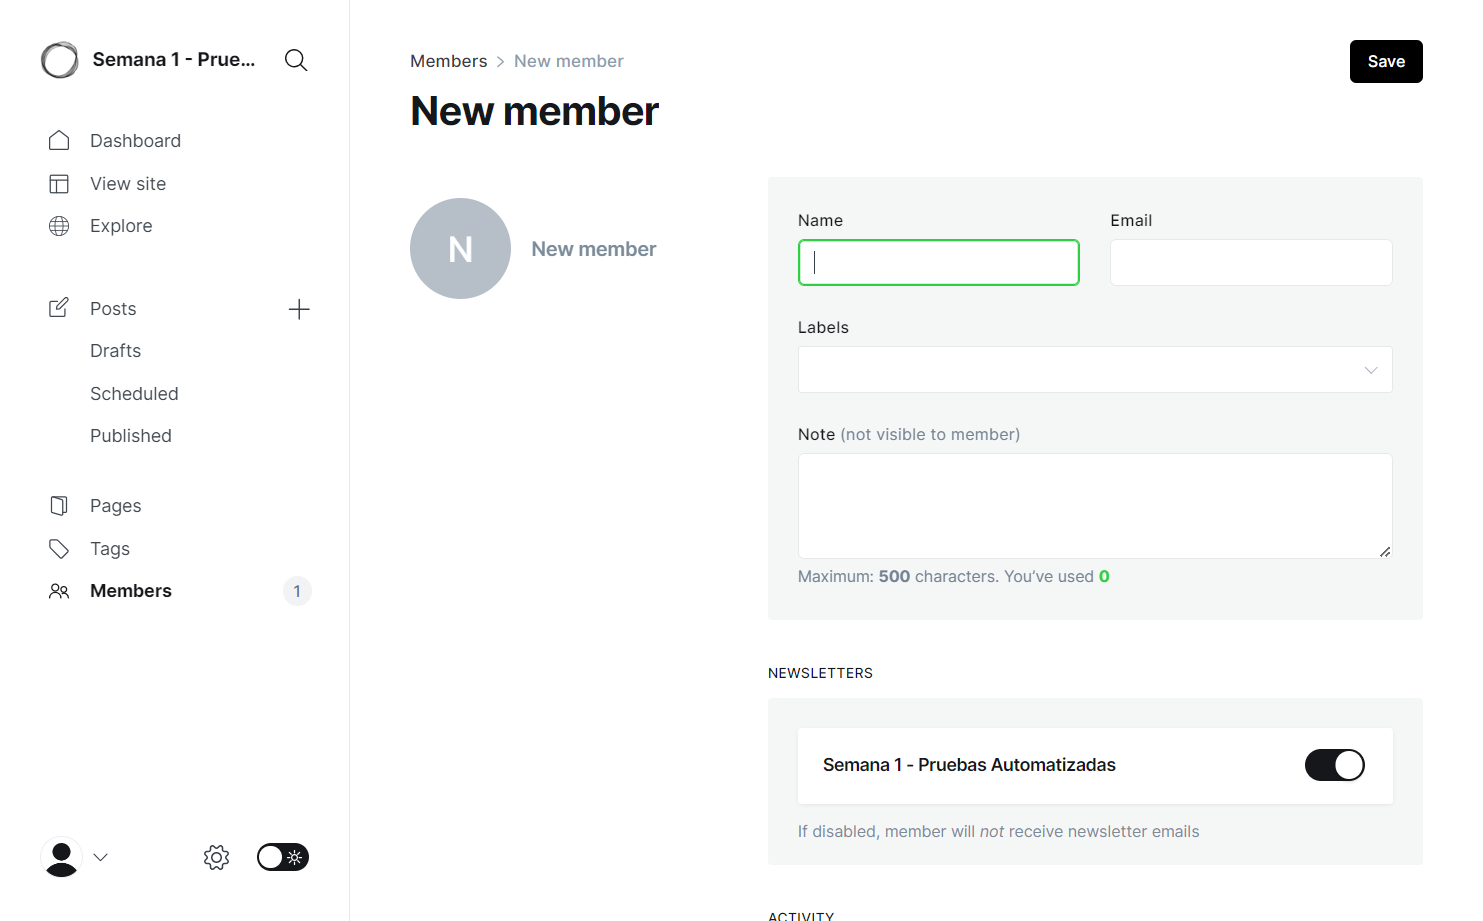 Semana 1 - Prue...
Dashboard
View site
Explore
Posts
Drafts
Scheduled
Published
Pages
Tags
Members 1
Members > New member
Save
New member
N New member
Name Email
Labels
Note (not visible to member)
Maximum: 500 characters. You’ve used 0
NEWSLETTERS
Semana 1 - Pruebas Automatizadas
If disabled, member will not receive newsletter emails
ACTIVITY